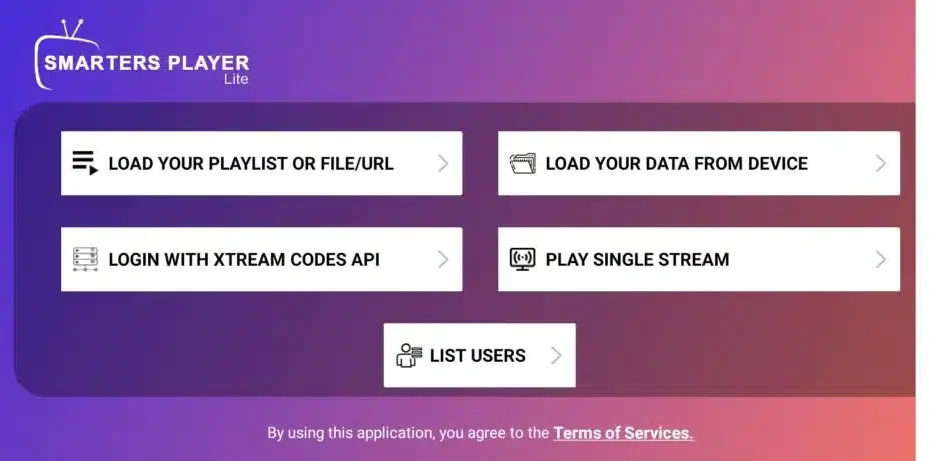 SMARTERS PLAYER
Lite
LOAD YOUR PLAYLIST OR FILE/URL
LOAD YOUR DATA FROM DEVICE
LOGIN WITH XTREAM CODES API
PLAY SINGLE STREAM
LIST USERS
By using this application, you agree to the Terms of Services.